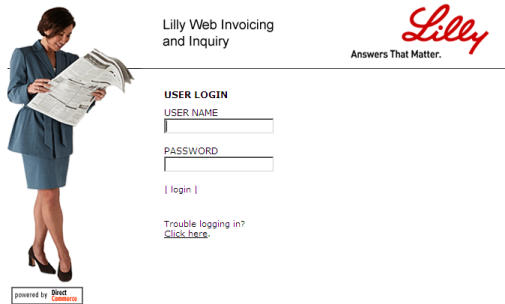 Lilly Web Invoicing
and Inquiry
Lilly
Answers That Matter.
USER LOGIN
USER NAME
PASSWORD
| login |
Trouble logging in?
Click here.
powered by Direct
Commerce